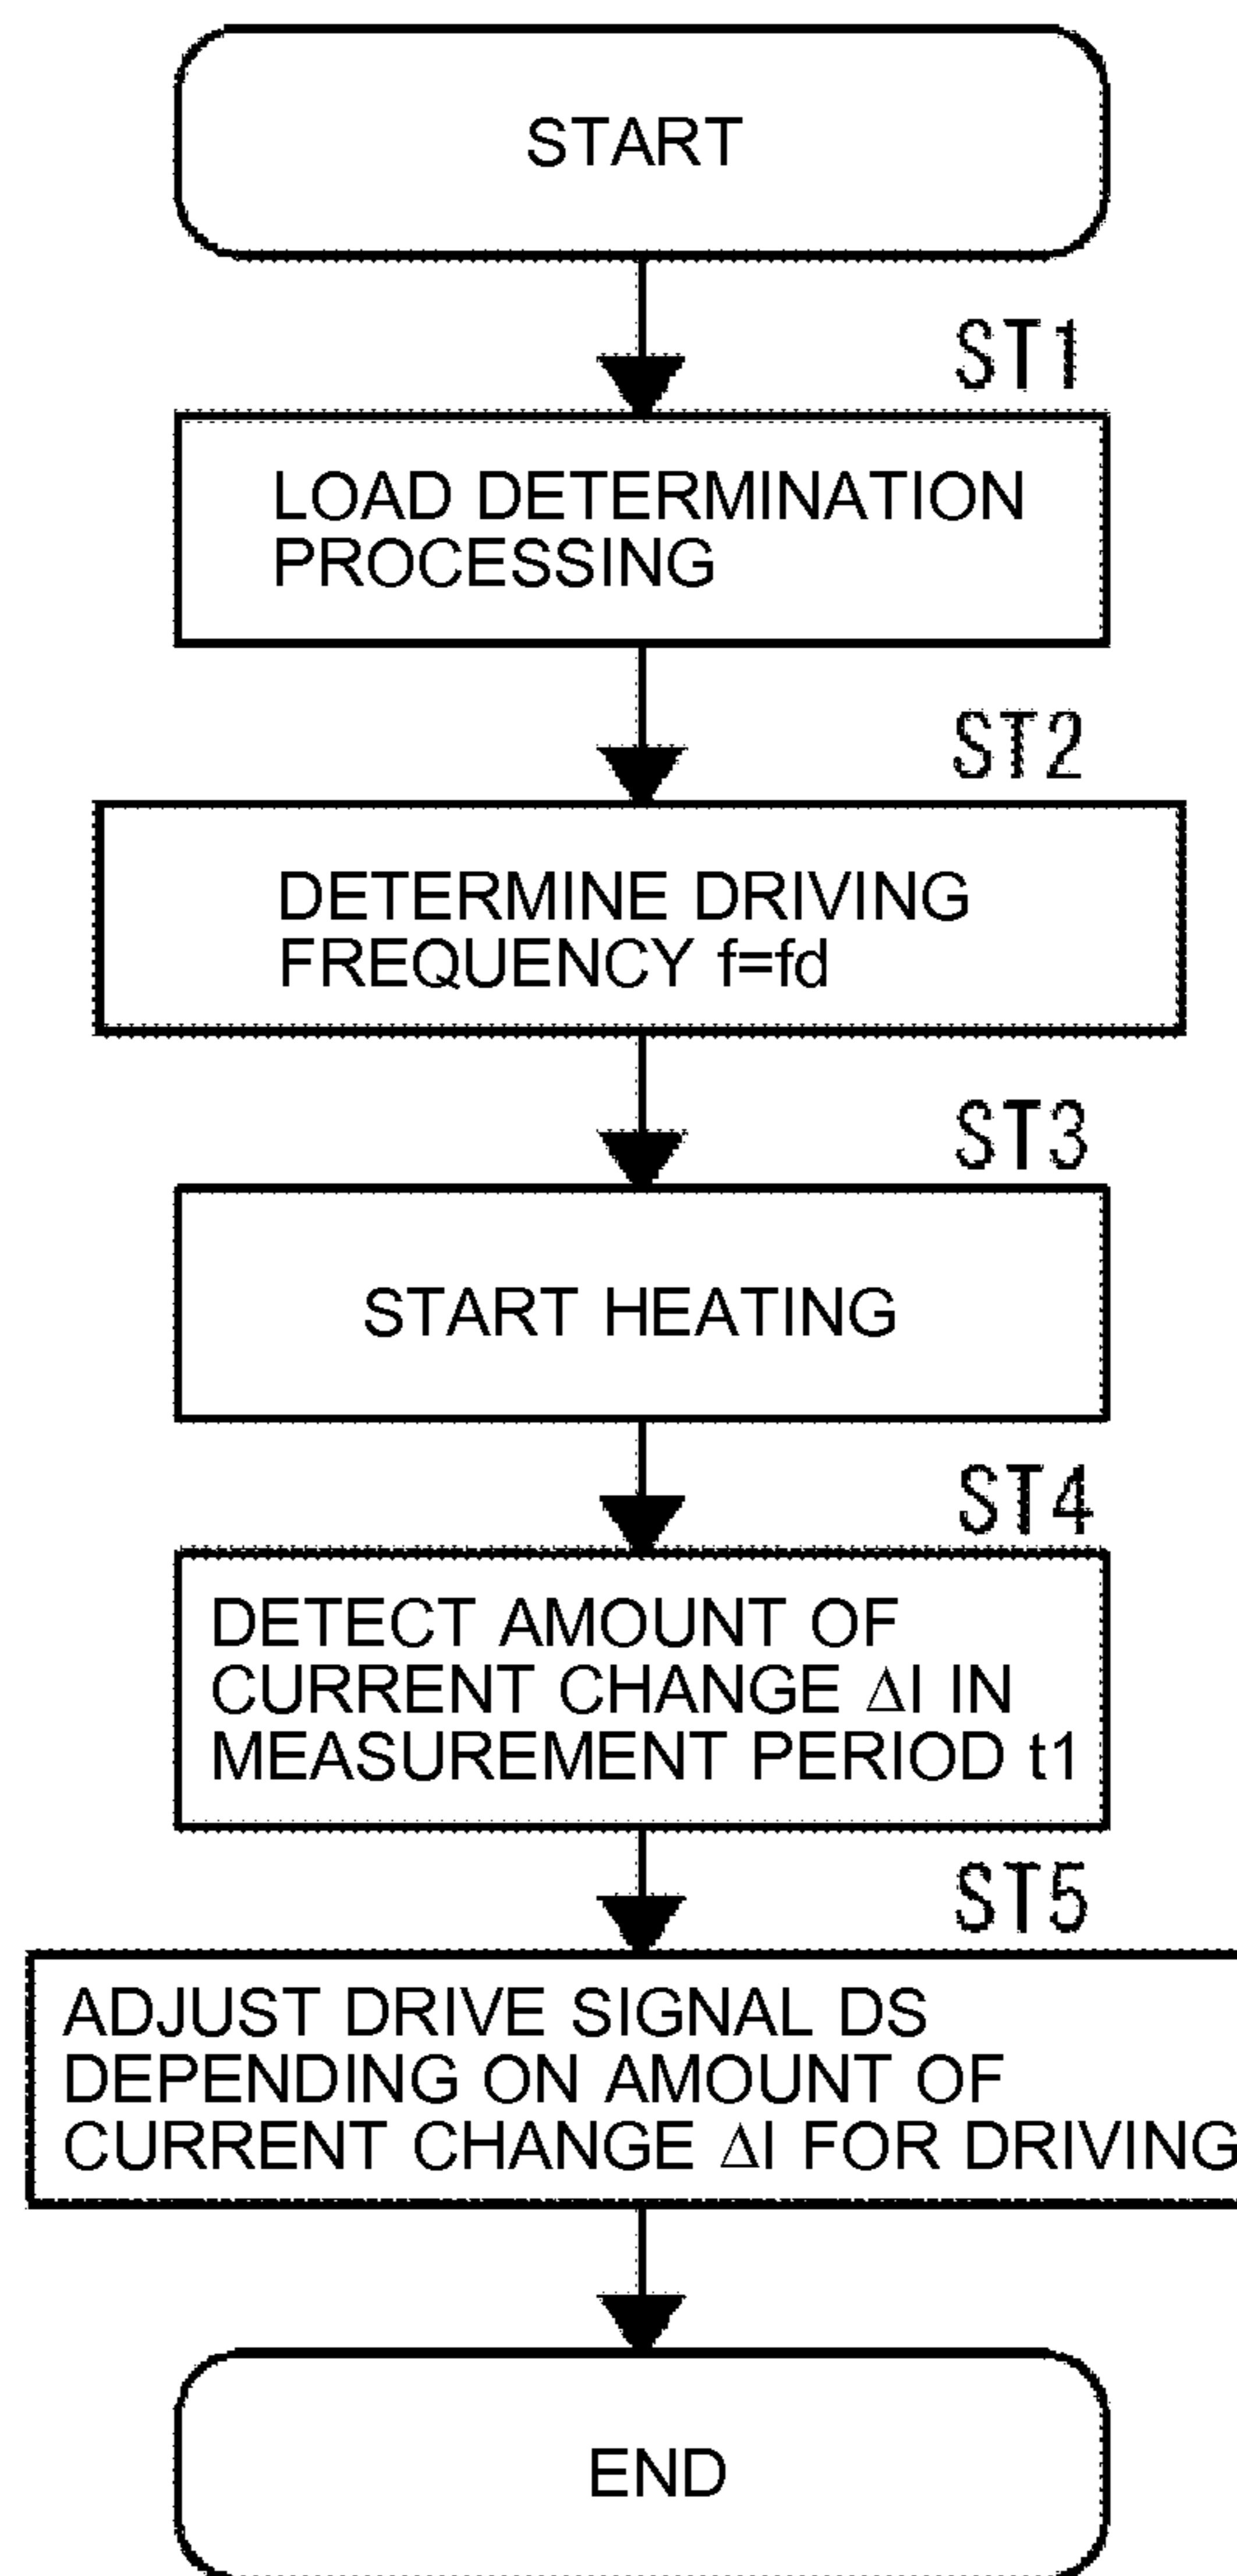 START
ST1
LOAD DETERMINATION
PROCESSING
ST2
DETERMINE DRIVING
FREQUENCY f=fd
ST3
START HEATING
ST4
DETECT AMOUNT OF
CURRENT CHANGE ΔI IN
MEASUREMENT PERIOD t1
ST5
ADJUST DRIVE SIGNAL DS
DEPENDING ON AMOUNT OF
CURRENT CHANGE ΔI FOR DRIVING
END